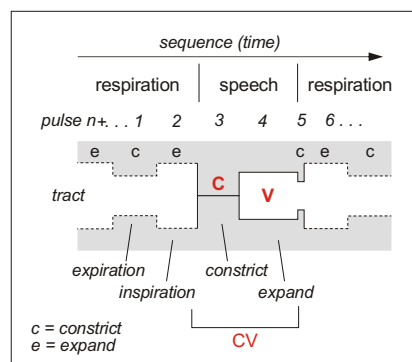 sequence (time)
respiration speech respiration
pulse n+. . . 1 2 3 4 5 6 . . .
e c e c e c
C
V
tract
expiration constrict
inspiration expand
c = constrict
e = expand
CV